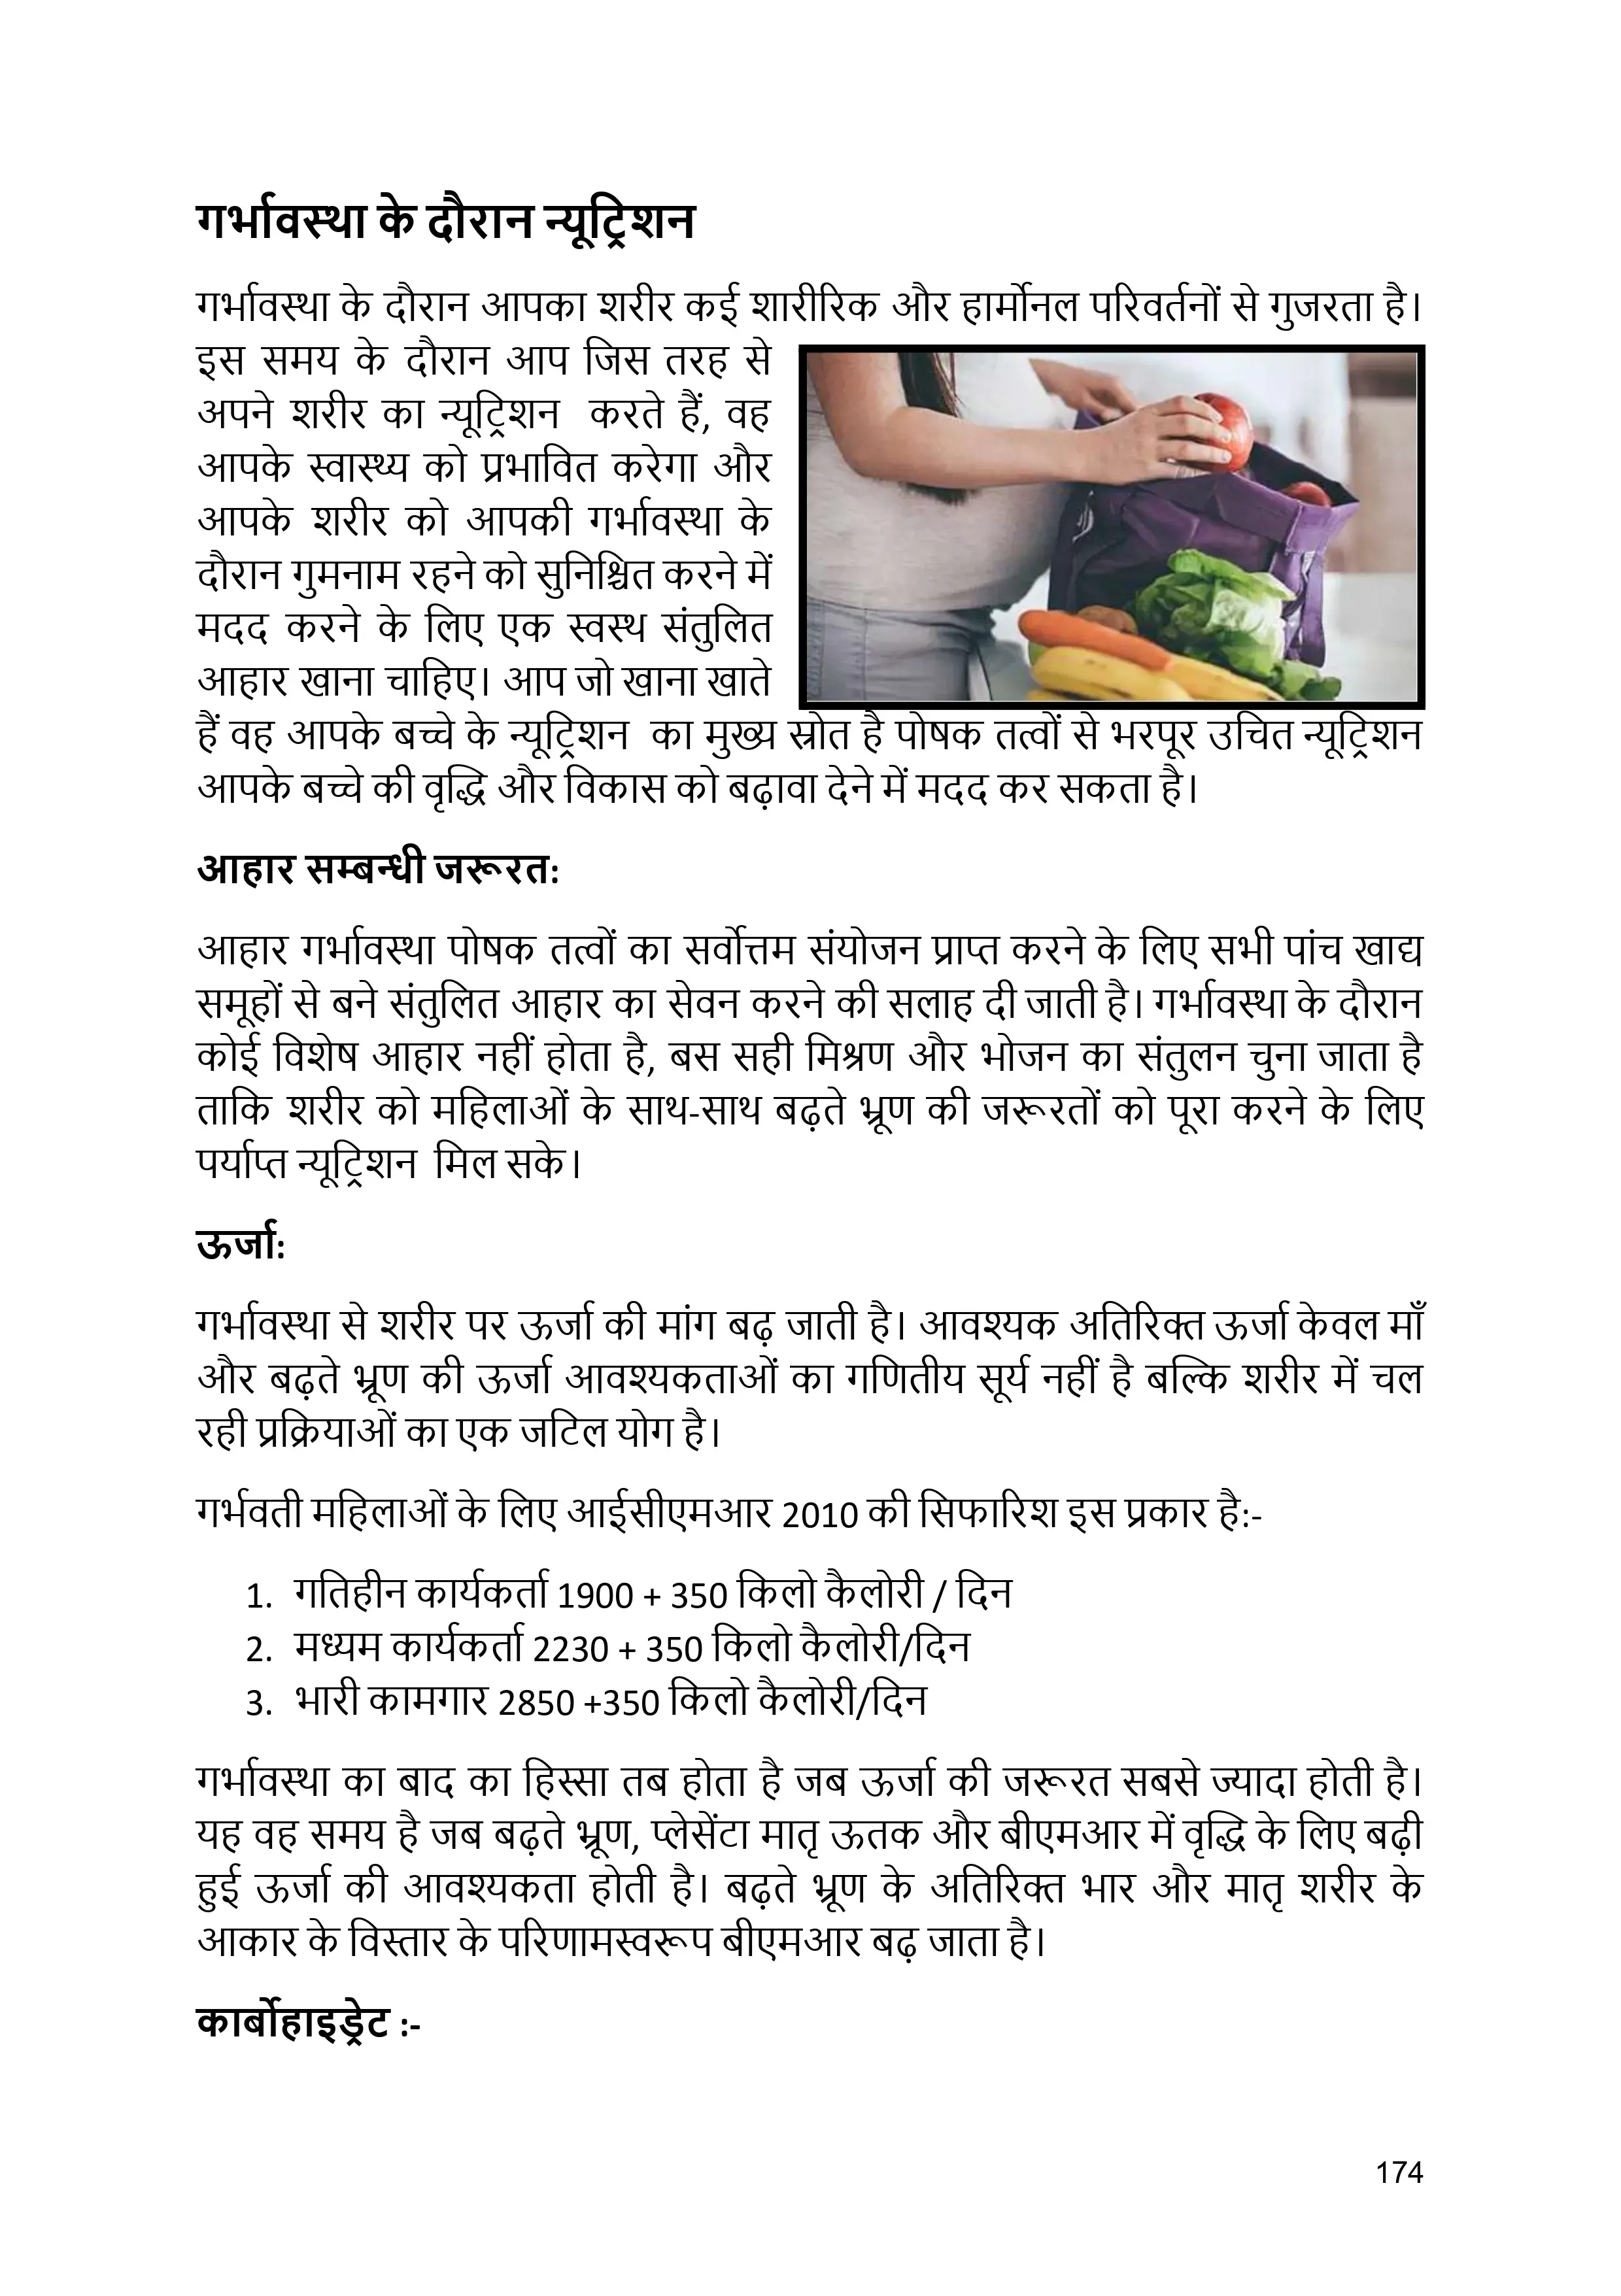 गर्भावस्था के दौरान न्यूट्रिशन
गर्भावस्था के दौरान आपका शरीर कई शारीरिक और हार्मोनल परिवर्तनों से गुजरता है।
इस समय के दौरान आप जिस तरह से
अपने शरीर का न्यूट्रिशन करते हैं, वह
आपके स्वास्थ्य को प्रभावित करेगा और
आपके शरीर को आपकी गर्भावस्था के
दौरान गुमनाम रहने को सुनिश्चित करने में
मदद करने के लिए एक स्वस्थ संतुलित
आहार खाना चाहिए। आप जो खाना खाते
हैं वह आपके बच्चे के न्यूट्रिशन का मुख्य स्रोत है पोषक तत्वों से भरपूर उचित न्यूट्रिशन
आपके बच्चे की वृद्धि और विकास को बढ़ावा देने में मदद कर सकता है।
आहार सम्बन्धी जरूरत:
आहार गर्भावस्था पोषक तत्वों का सर्वोत्तम संयोजन प्राप्त करने के लिए सभी पांच खाद्य
समूहों से बने संतुलित आहार का सेवन करने की सलाह दी जाती है। गर्भावस्था के दौरान
कोई विशेष आहार नहीं होता है, बस सही मिश्रण और भोजन का संतुलन चुना जाता है
ताकि शरीर को महिलाओं के साथ-साथ बढ़ते भ्रूण की जरूरतों को पूरा करने के लिए
पर्याप्त न्यूट्रिशन मिल सके।
ऊर्जा:
गर्भावस्था से शरीर पर ऊर्जा की मांग बढ़ जाती है। आवश्यक अतिरिक्त ऊर्जा केवल माँ
और बढ़ते भ्रूण की ऊर्जा आवश्यकताओं का गणितीय सूर्य नहीं है बल्कि शरीर में चल
रही प्रक्रियाओं का एक जटिल योग है।
गर्भवती महिलाओं के लिए आईसीएमआर 2010 की सिफारिश इस प्रकार है:-
1. गतिहीन कार्यकर्ता 1900 + 350 किलो कैलोरी / दिन
2. मध्यम कार्यकर्ता 2230 + 350 किलो कैलोरी/दिन
3. भारी कामगार 2850 +350 किलो कैलोरी/दिन
गर्भावस्था का बाद का हिस्सा तब होता है जब ऊर्जा की जरूरत सबसे ज्यादा होती है।
यह वह समय है जब बढ़ते भ्रूण, प्लेसेंटा मातृ ऊतक और बीएमआर में वृद्धि के लिए बढ़ी
हुई ऊर्जा की आवश्यकता होती है। बढ़ते भ्रूण के अतिरिक्त भार और मातृ शरीर के
आकार के विस्तार के परिणामस्वरूप बीएमआर बढ़ जाता है।
कार्बोहाइड्रेट :-
174